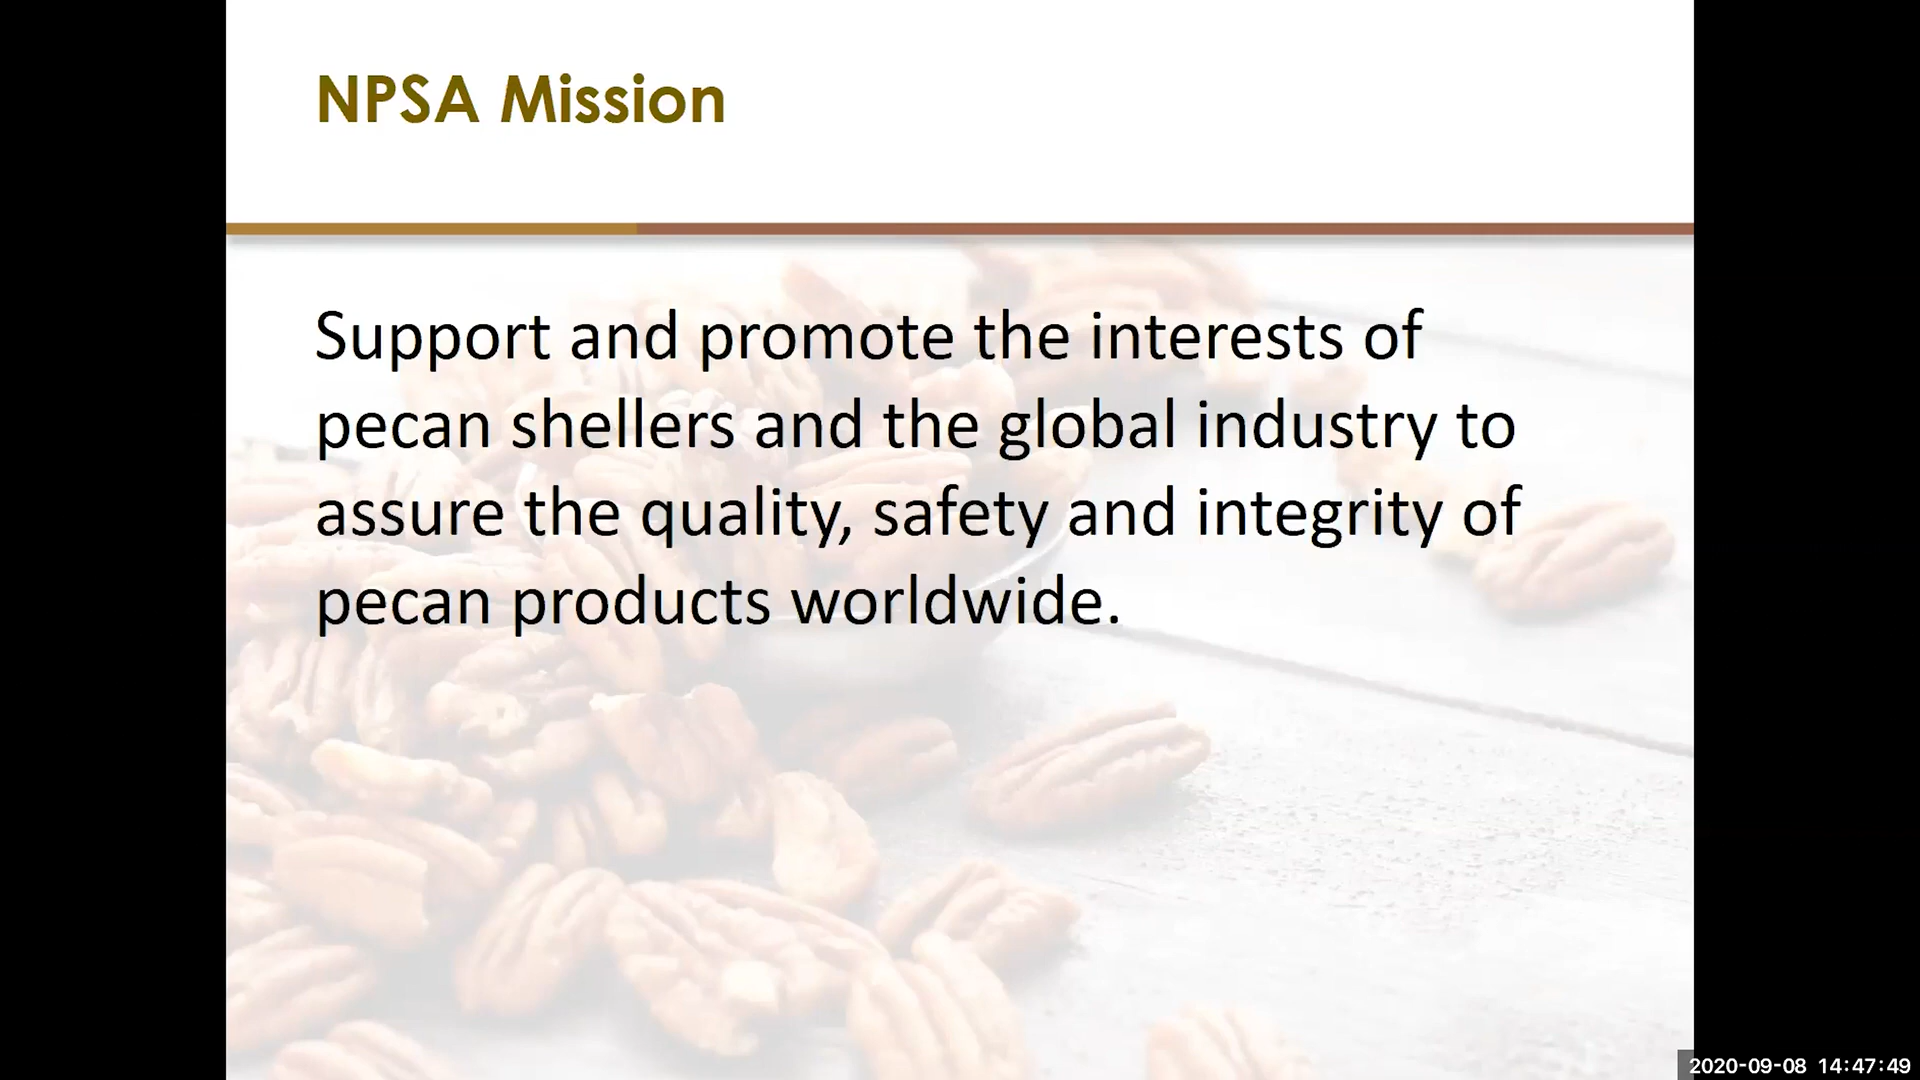 NPSA Mission
Support and promote the interests of
pecan shellers and the global industry to
assure the quality, safety and integrity of
pecan products worldwide.
2020-09-08 14:47:49